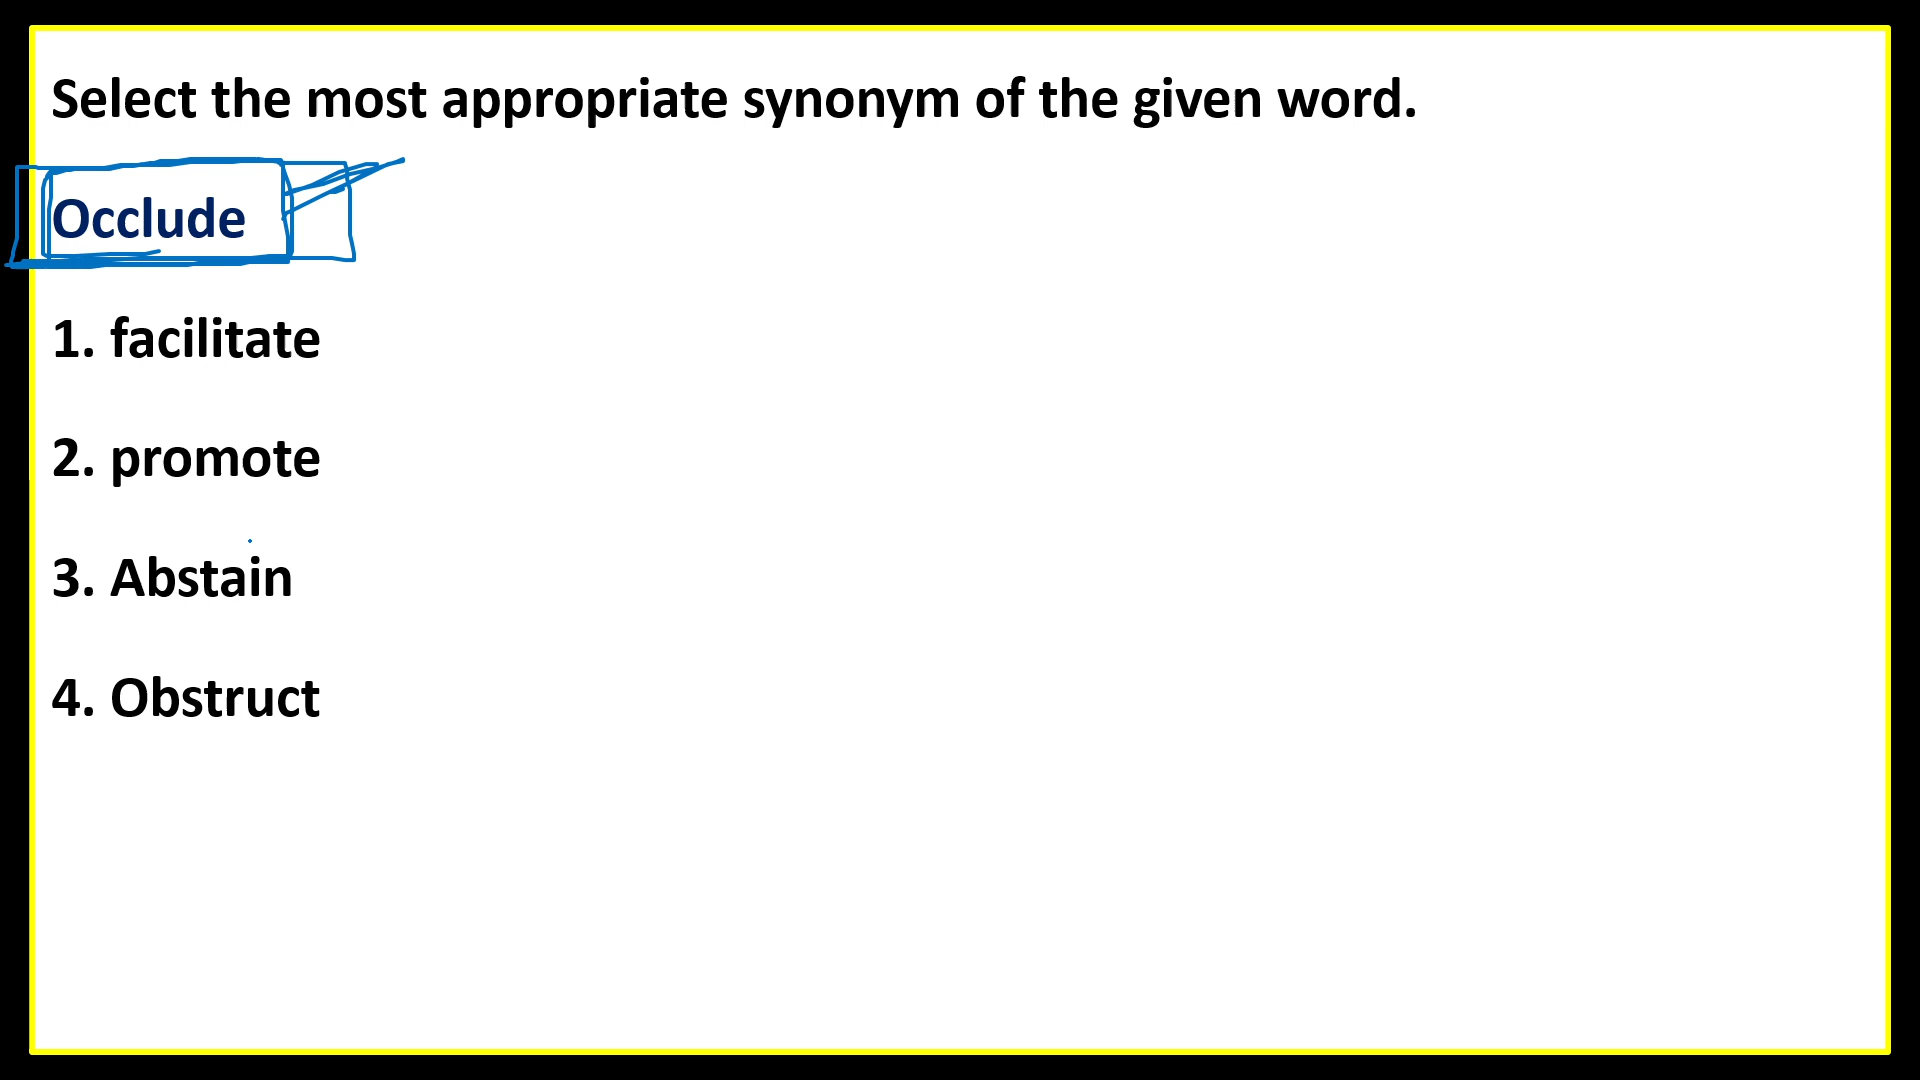 Select the most appropriate synonym of the given word.
Occlude
1. facilitate
2. promote
3. Abstain
4. Obstruct